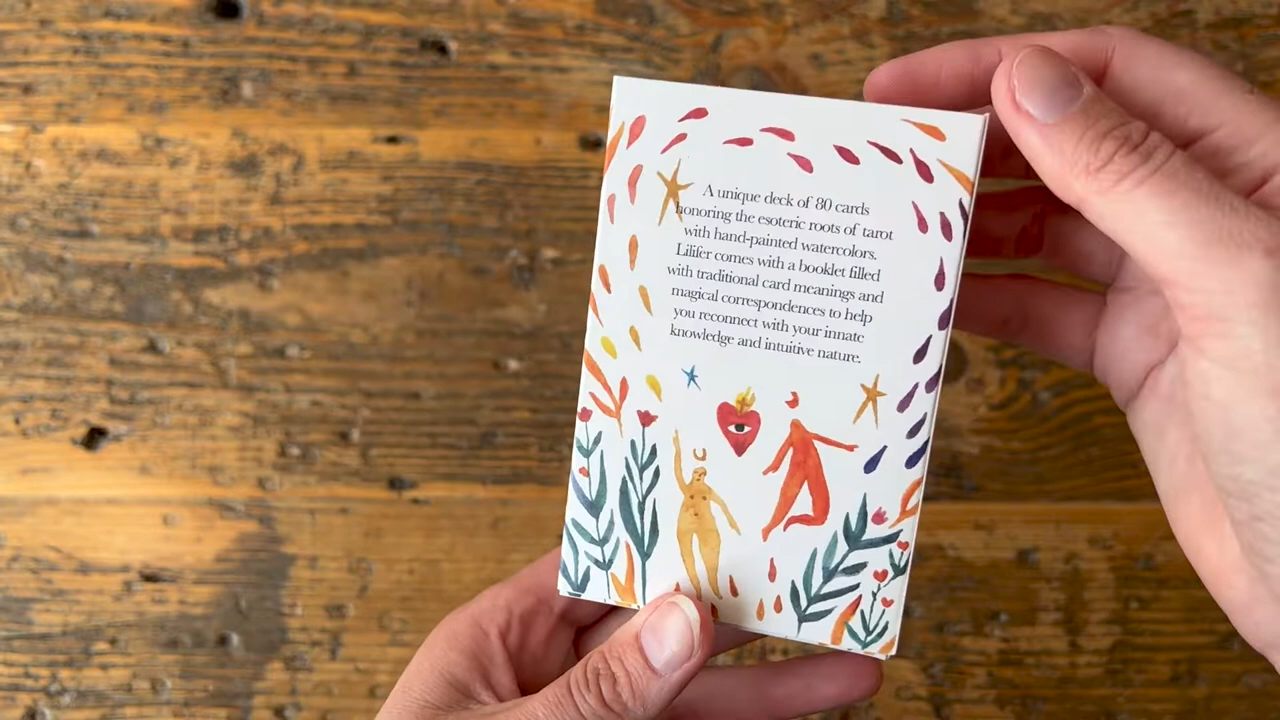 A unique deck of 80 cards
honoring the esoteric roots of tarot
with hand-painted watercolors.
Lilifer comes with a booklet filled
with traditional card meanings and
magical correspondences to help
you reconnect with your innate
knowledge and intuitive nature.